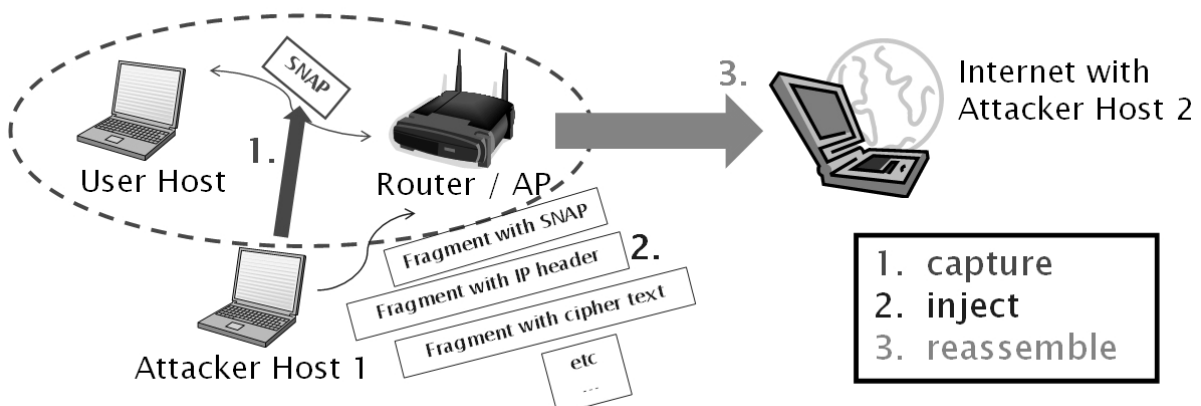 SNAP
1.
User Host
Router / AP
3.
Internet with
Attacker Host 2
Attacker Host 1
Fragment with SNAP
2.
Fragment with IP header
Fragment with cipher text
etc
...
1. capture
2. inject
3. reassemble